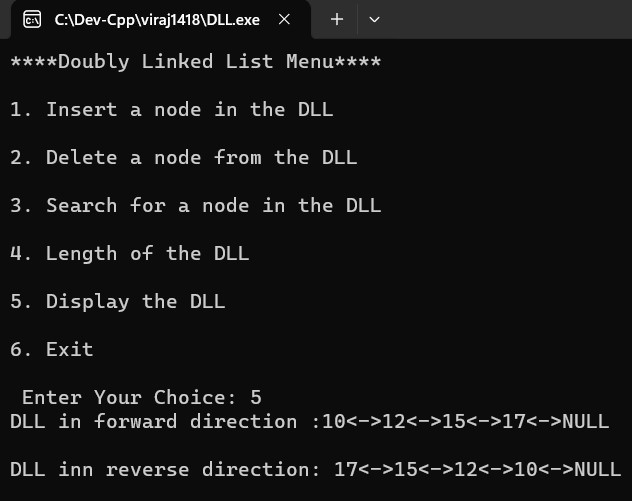 C:\Dev-Cpp\viraj1418\DLL.exe
****Doubly Linked List Menu****
1. Insert a node in the DLL
2. Delete a node from the DLL
3. Search for a node in the DLL
4. Length of the DLL
5. Display the DLL
6. Exit
Enter Your Choice: 5
DLL in forward direction :10<->12<->15<->17<->NULL
DLL inn reverse direction: 17<->15<->12<->10<->NULL